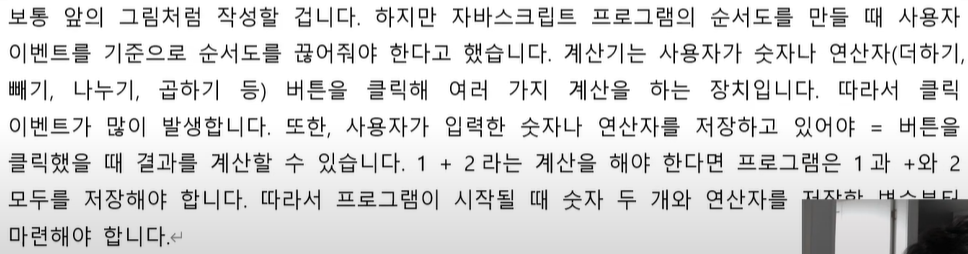 보통 앞의 그림처럼 작성할 겁니다. 하지만 자바스크립트 프로그램의 순서도를 만들 때 사용자
이벤트를 기준으로 순서도를 끊어줘야 한다고 했습니다. 계산기는 사용자가 숫자나 연산자(더하기,
빼기, 나누기, 곱하기 등) 버튼을 클릭해 여러 가지 계산을 하는 장치입니다. 따라서 클릭
이벤트가 많이 발생합니다. 또한, 사용자가 입력한 숫자나 연산자를 저장하고 있어야 = 버튼을
클릭했을 때 결과를 계산할 수 있습니다. 1 + 2라는 계산을 해야 한다면 프로그램은 1과 +와 2
모두를 저장해야 합니다. 따라서 프로그램이 시작될 때 숫자 두 개와 연산자를 저장할 변수부터
마련해야 합니다.↵